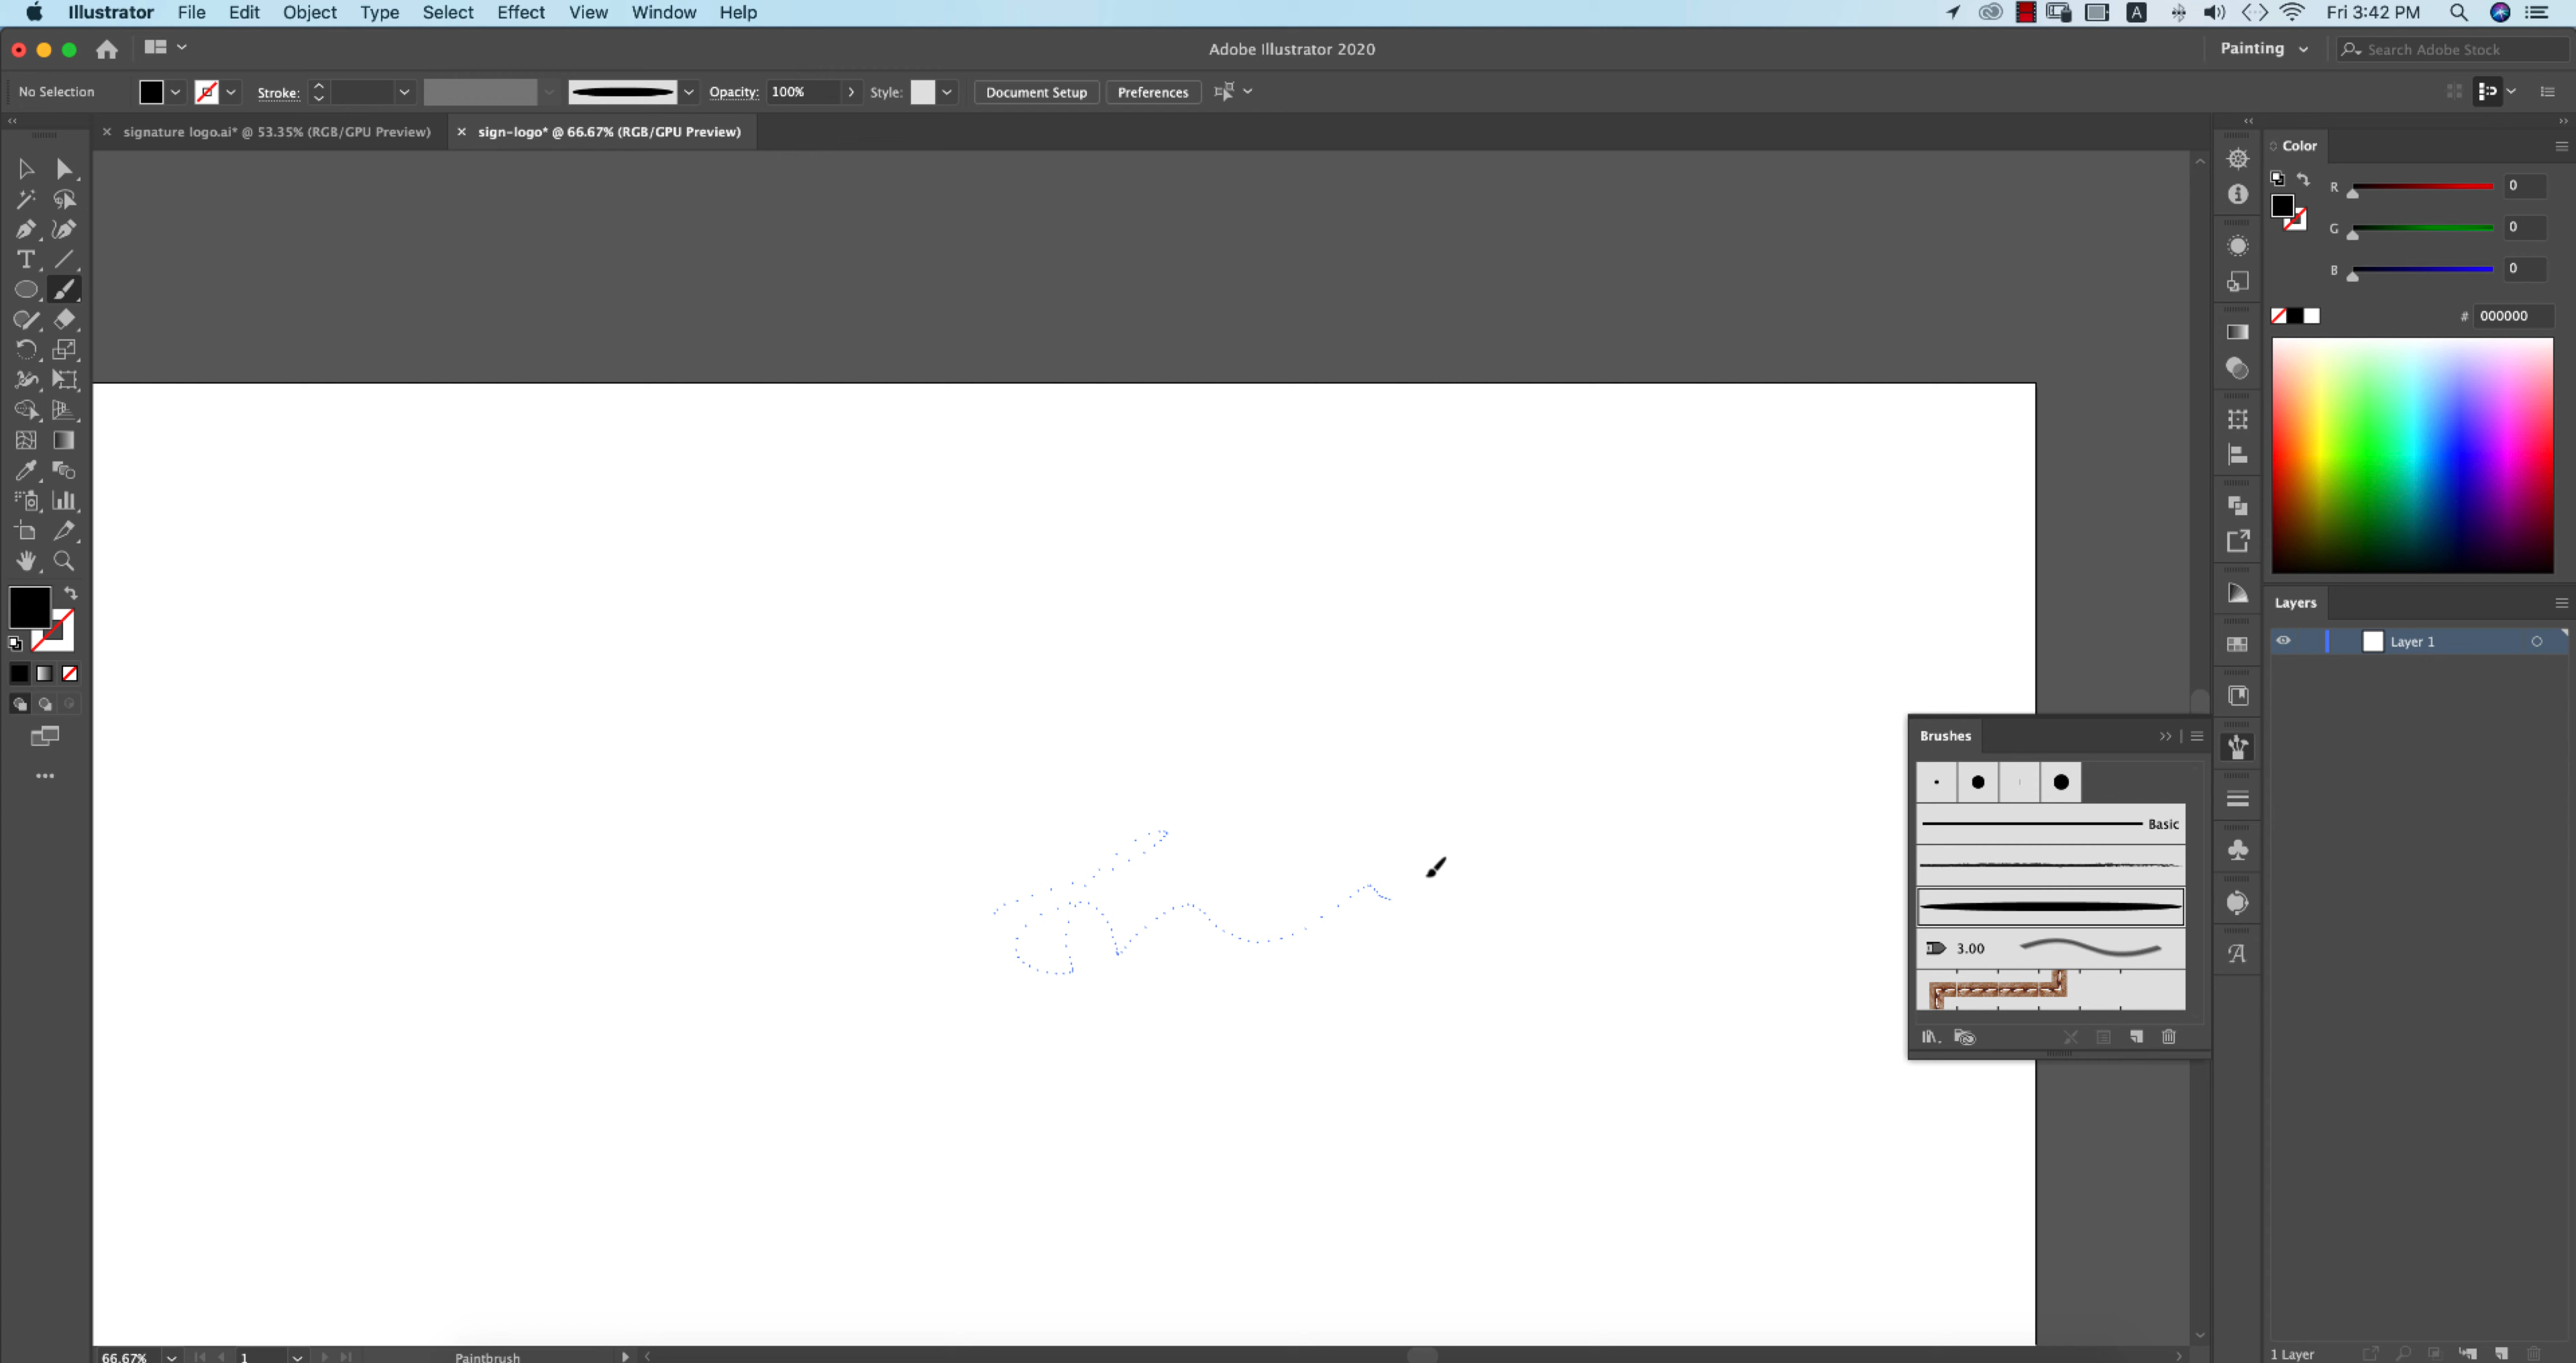 Illustrator File Edit Object Type Select Effect View Window Help A Fri 3:42 PM
Adobe Illustrator 2020 Painting Search Adobe Stock
No Selection Stroke: Opacity: 100% Style: Document Setup Preferences
signature logo.ai* @ 53.35% (RGB/GPU Preview) sign-logo* @ 66.67% (RGB/GPU Preview)
Color
R 0
G 0
B 0
# 000000
Layers
Layer 1
Brushes
Basic
3.00
66.67% 1 Paintbrush 1 Layer